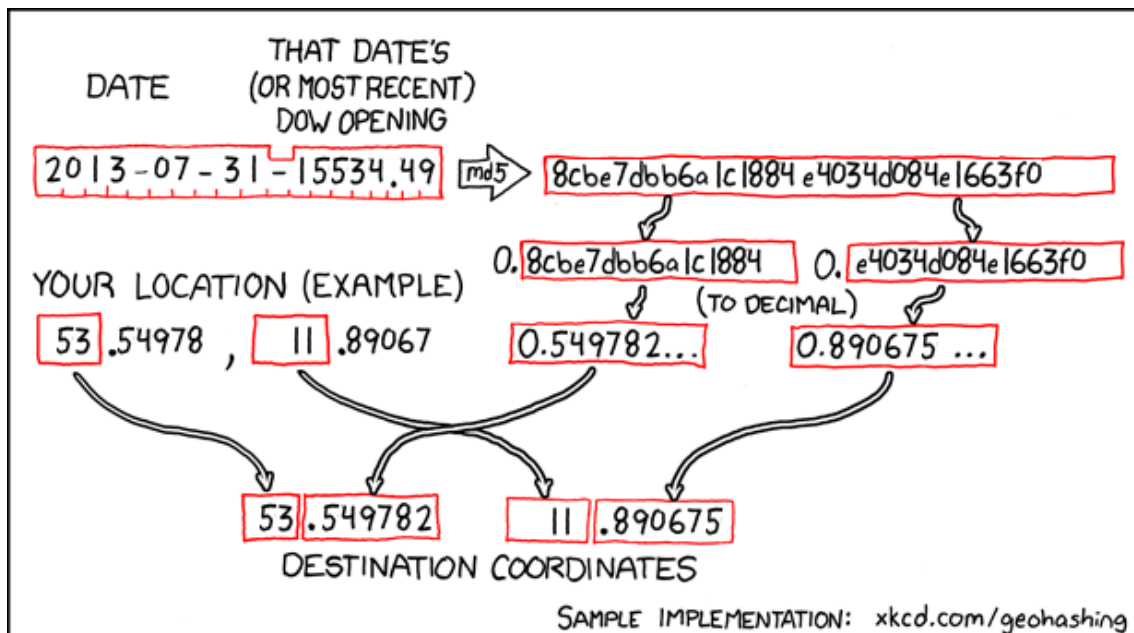 THAT DATE'S
DATE (OR MOST RECENT)
DOW OPENING
2013-07-31-15534.49 md5 8cbe7dbb6a1c1884e4034d084e1663f0
0. 8cbe7dbb6a1c1884 0. e4034d084e1663f0
YOUR LOCATION (EXAMPLE) (TO DECIMAL)
53.54978, 11.89067 0.549782... 0.890675 ...
53.549782 11.890675
DESTINATION COORDINATES
SAMPLE IMPLEMENTATION: xkcd.com/geohashing